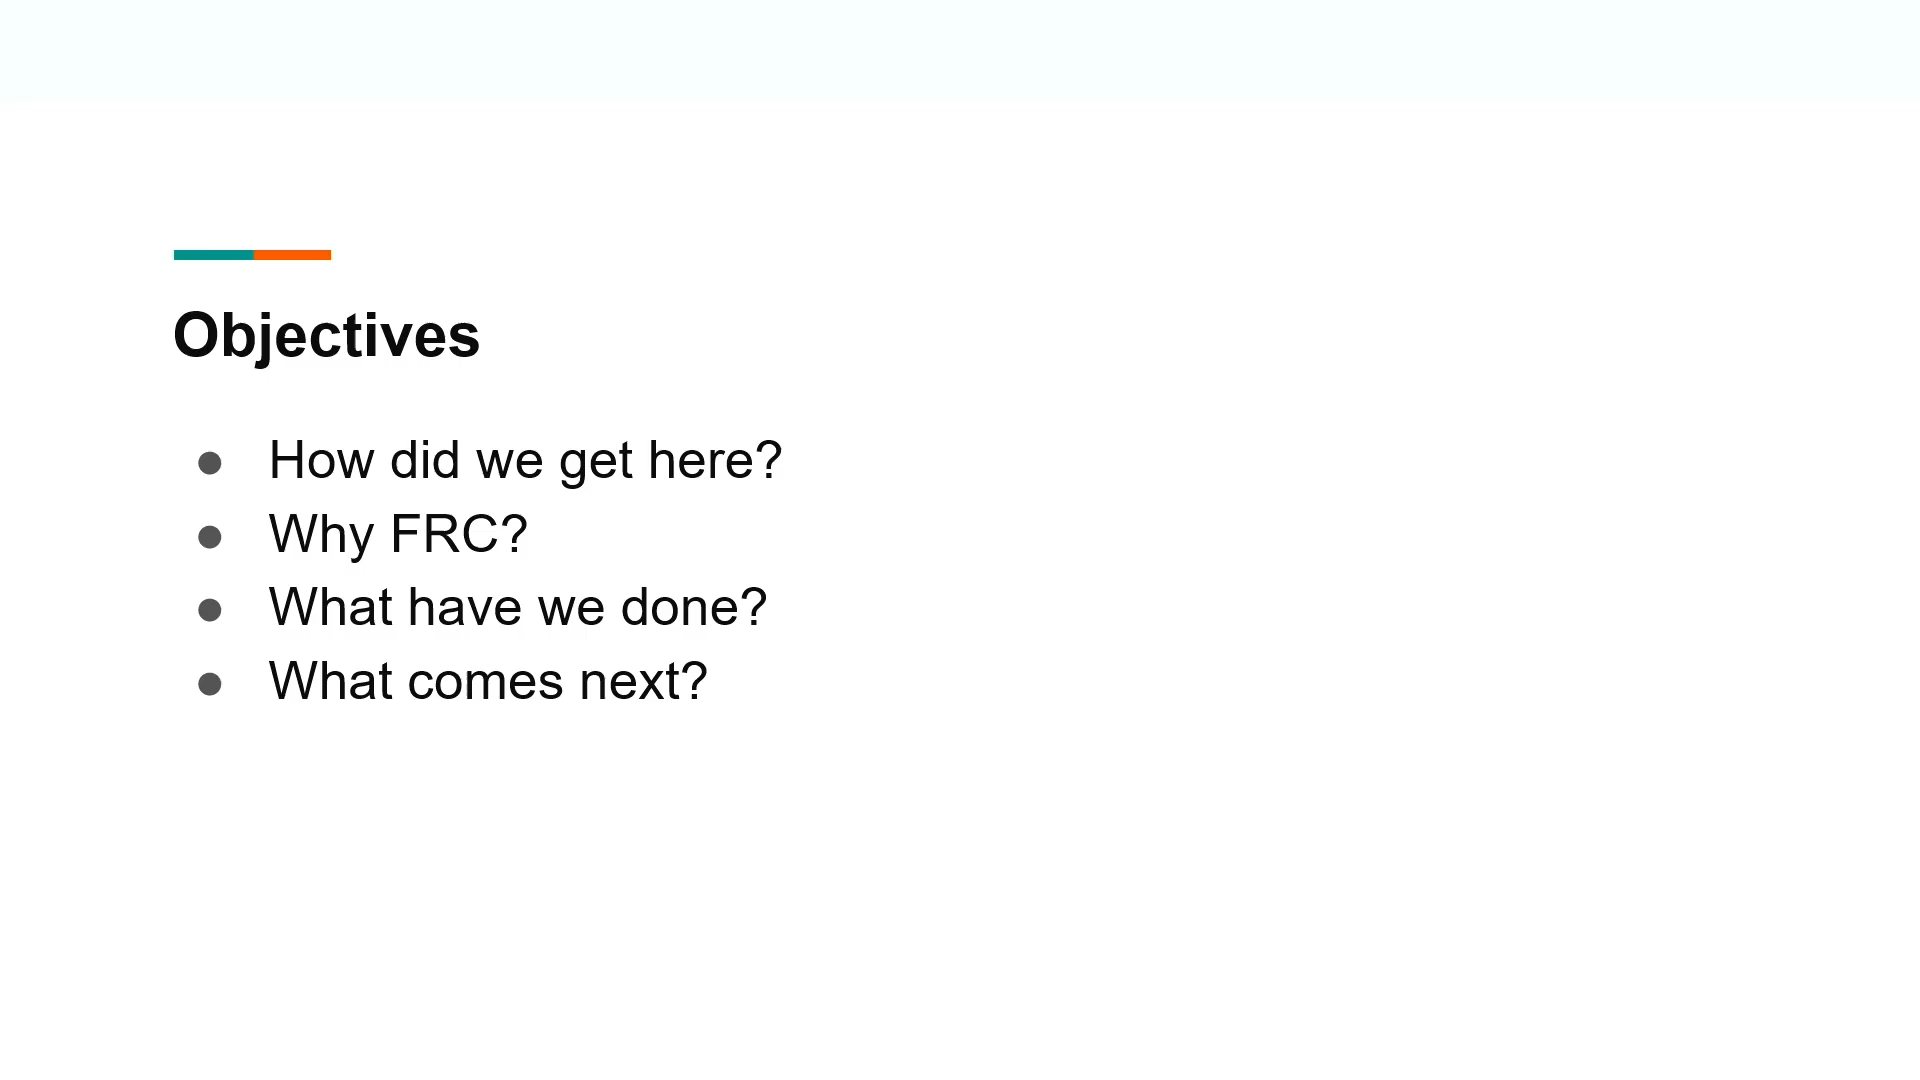 Objectives
● How did we get here?
● Why FRC?
● What have we done?
● What comes next?